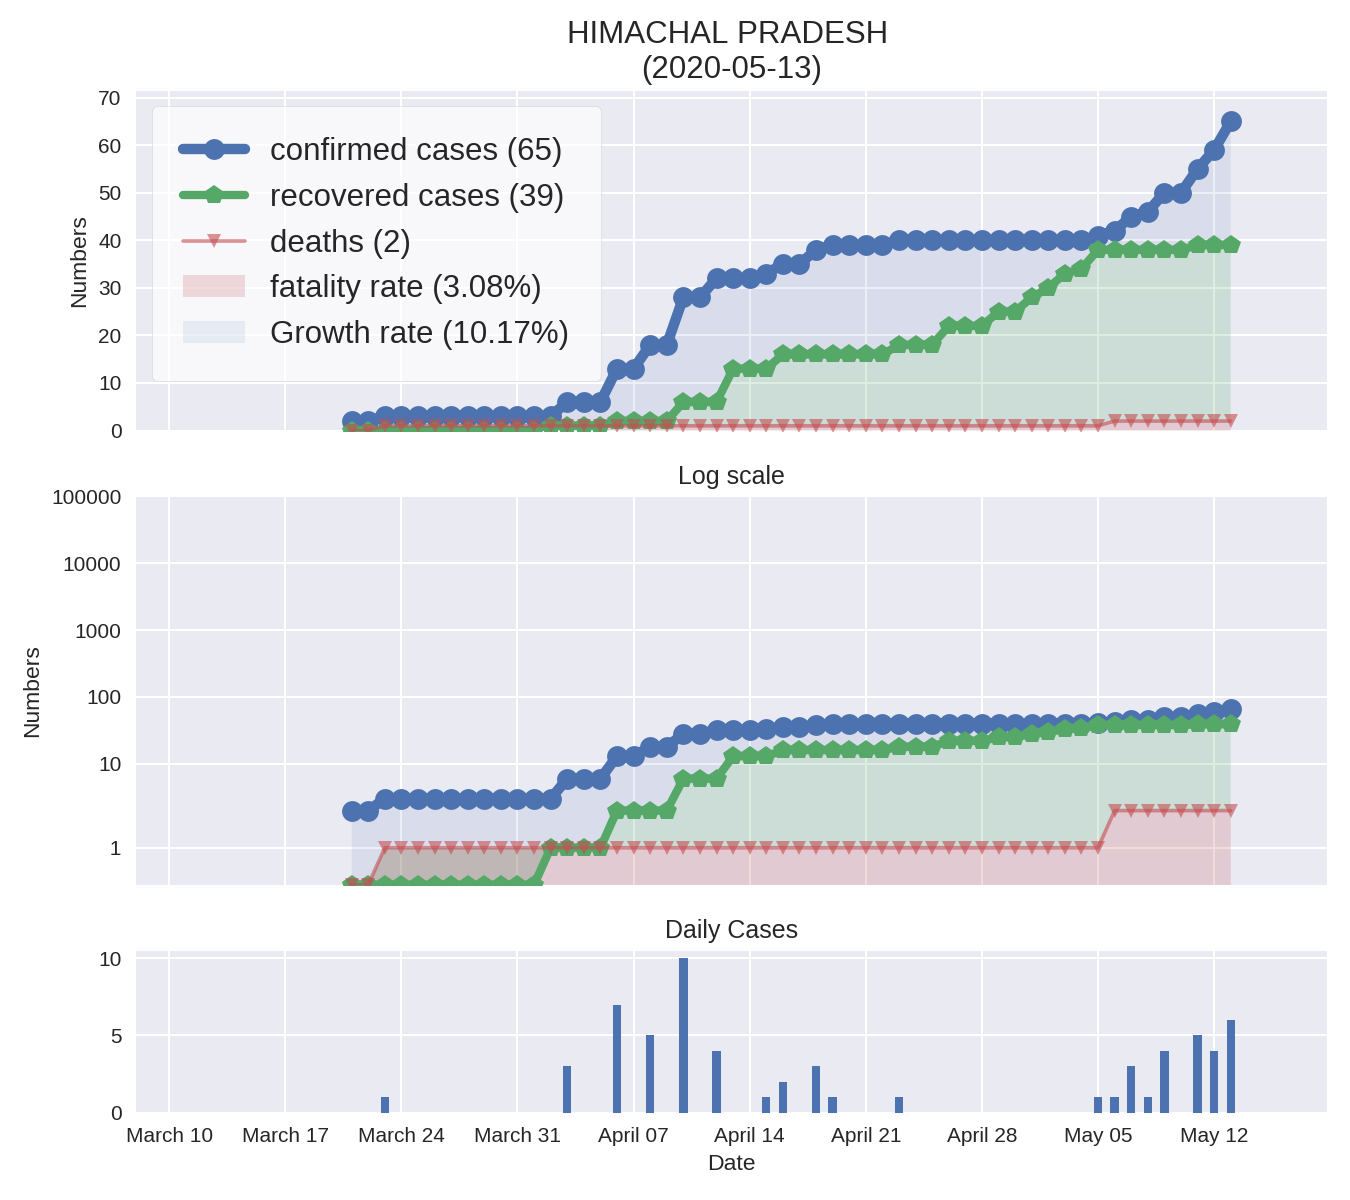 HIMACHAL PRADESH
(2020-05-13)
70
60
50
40
30
20
10
0
Numbers
confirmed cases (65)
recovered cases (39)
deaths (2)
fatality rate (3.08%)
Growth rate (10.17%)
Log scale
100000
10000
1000
100
10
1
Numbers
Daily Cases
10
5
0
March 10 March 17 March 24 March 31 April 07 April 14 April 21 April 28 May 05 May 12
Date